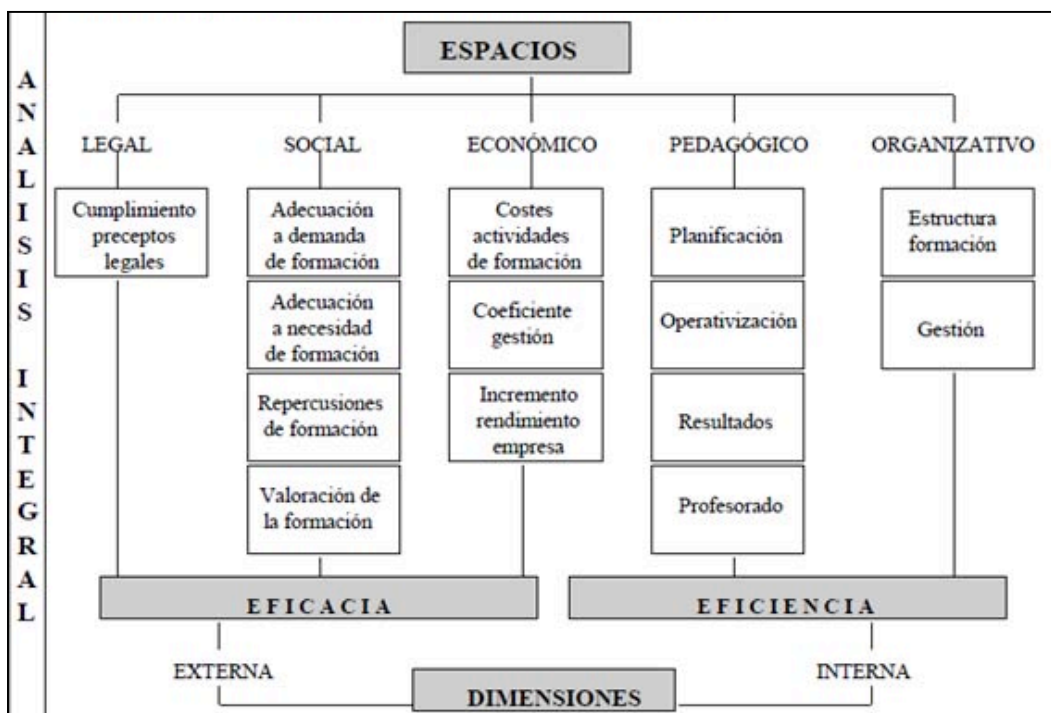 ANALISIS INTEGRAL
ESPACIOS
LEGAL
SOCIAL
ECONÓMICO
PEDAGÓGICO
ORGANIZATIVO
Cumplimiento
preceptos
legales
Adecuación
a demanda
de formación
Adecuación
a necesidad
de formación
Repercusiones
de formación
Valoración de
la formación
Costes
actividades
de formación
Coeficiente
gestión
Incremento
rendimiento
empresa
Planificación
Operativización
Resultados
Profesorado
Estructura
formación
Gestión
EFICACIA
EFICIENCIA
EXTERNA
INTERNA
DIMENSIONES